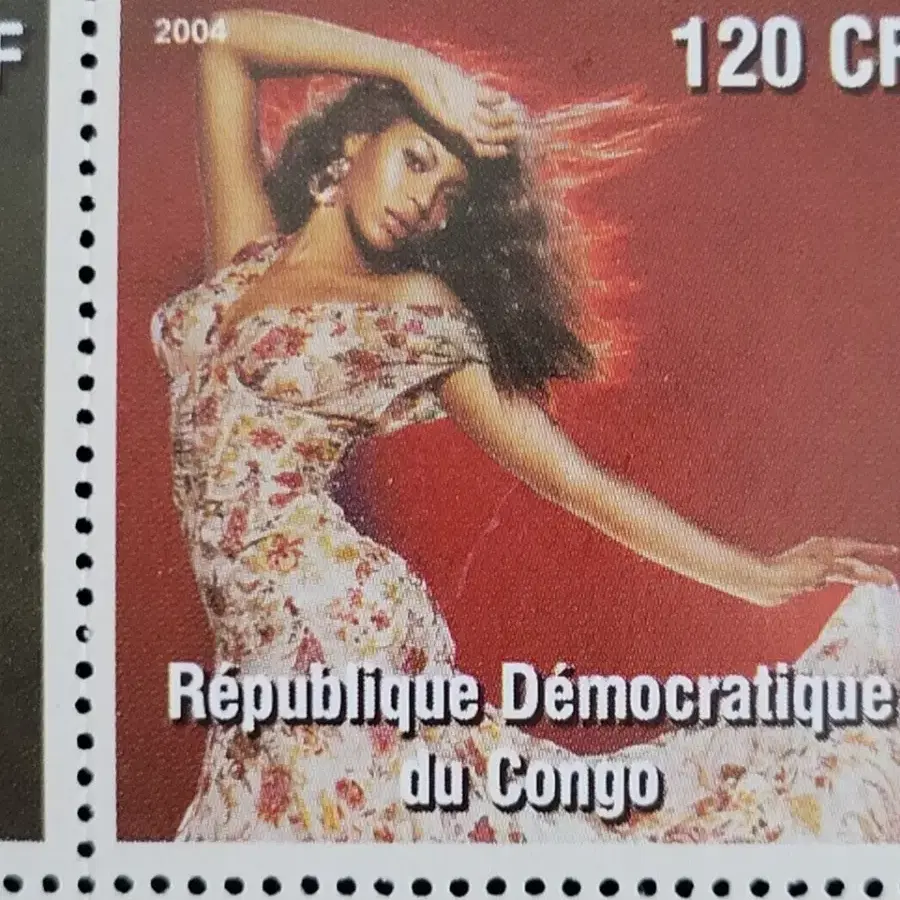 F
2004
120 CF
République Démocratique
du Congo